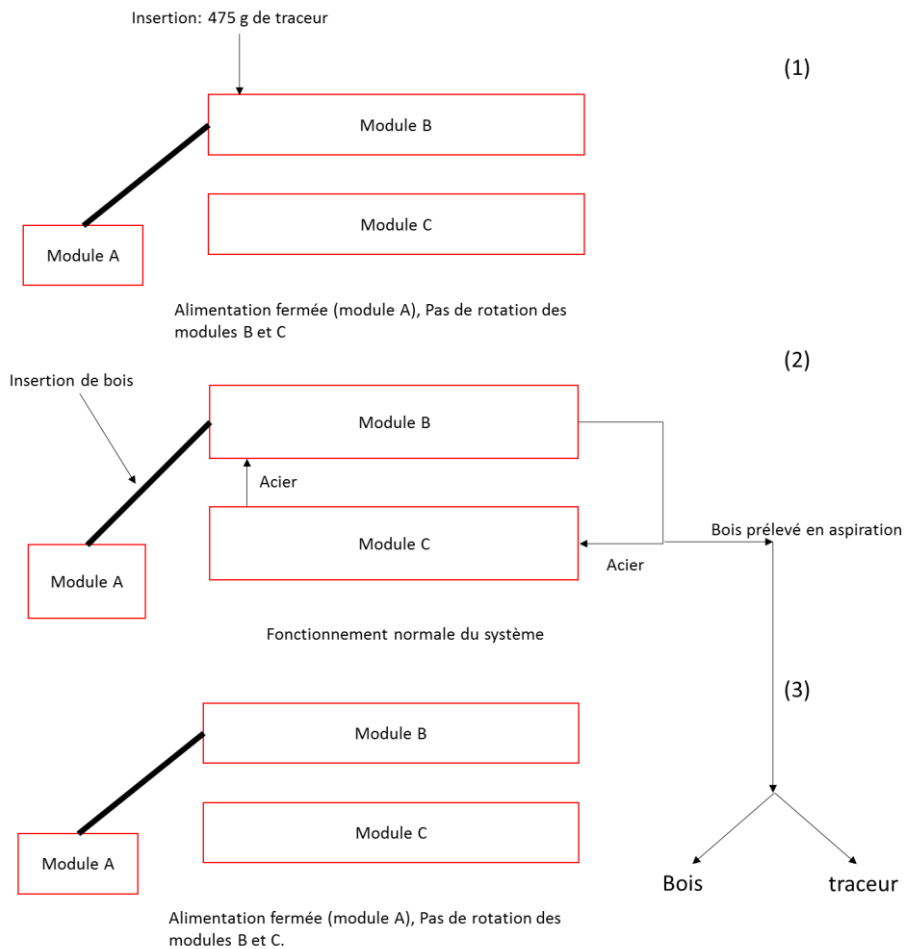 Insertion: 475 g de traceur
(1)
Module B
Module C
Module A
Alimentation fermée (module A), Pas de rotation des
modules B et C
(2)
Insertion de bois
Module B
Acier
Bois prélevé en aspiration
Module C
Acier
Module A
Fonctionnement normale du système
(3)
Module B
Module C
Module A
Bois
traceur
Alimentation fermée (module A), Pas de rotation des
modules B et C.